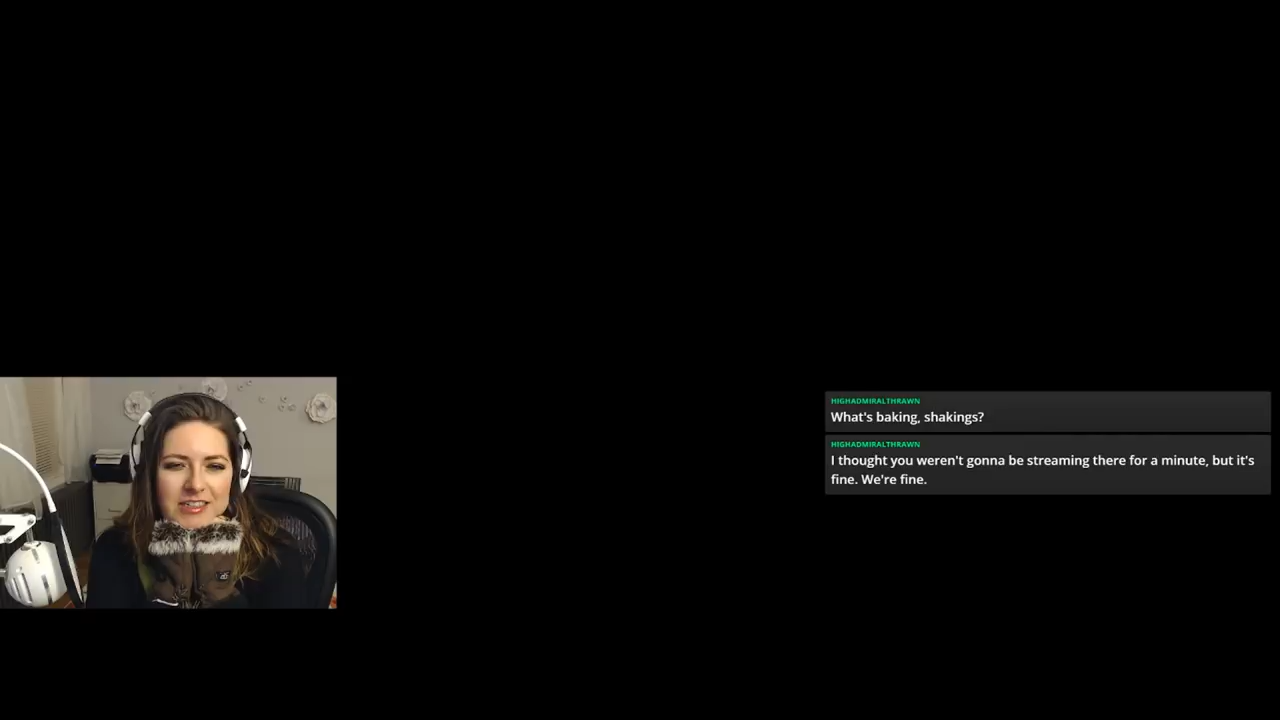 HIGHADMIRALTHRAWN
What's baking, shakings?
HIGHADMIRALTHRAWN
I thought you weren't gonna be streaming there for a minute, but it's
fine. We're fine.